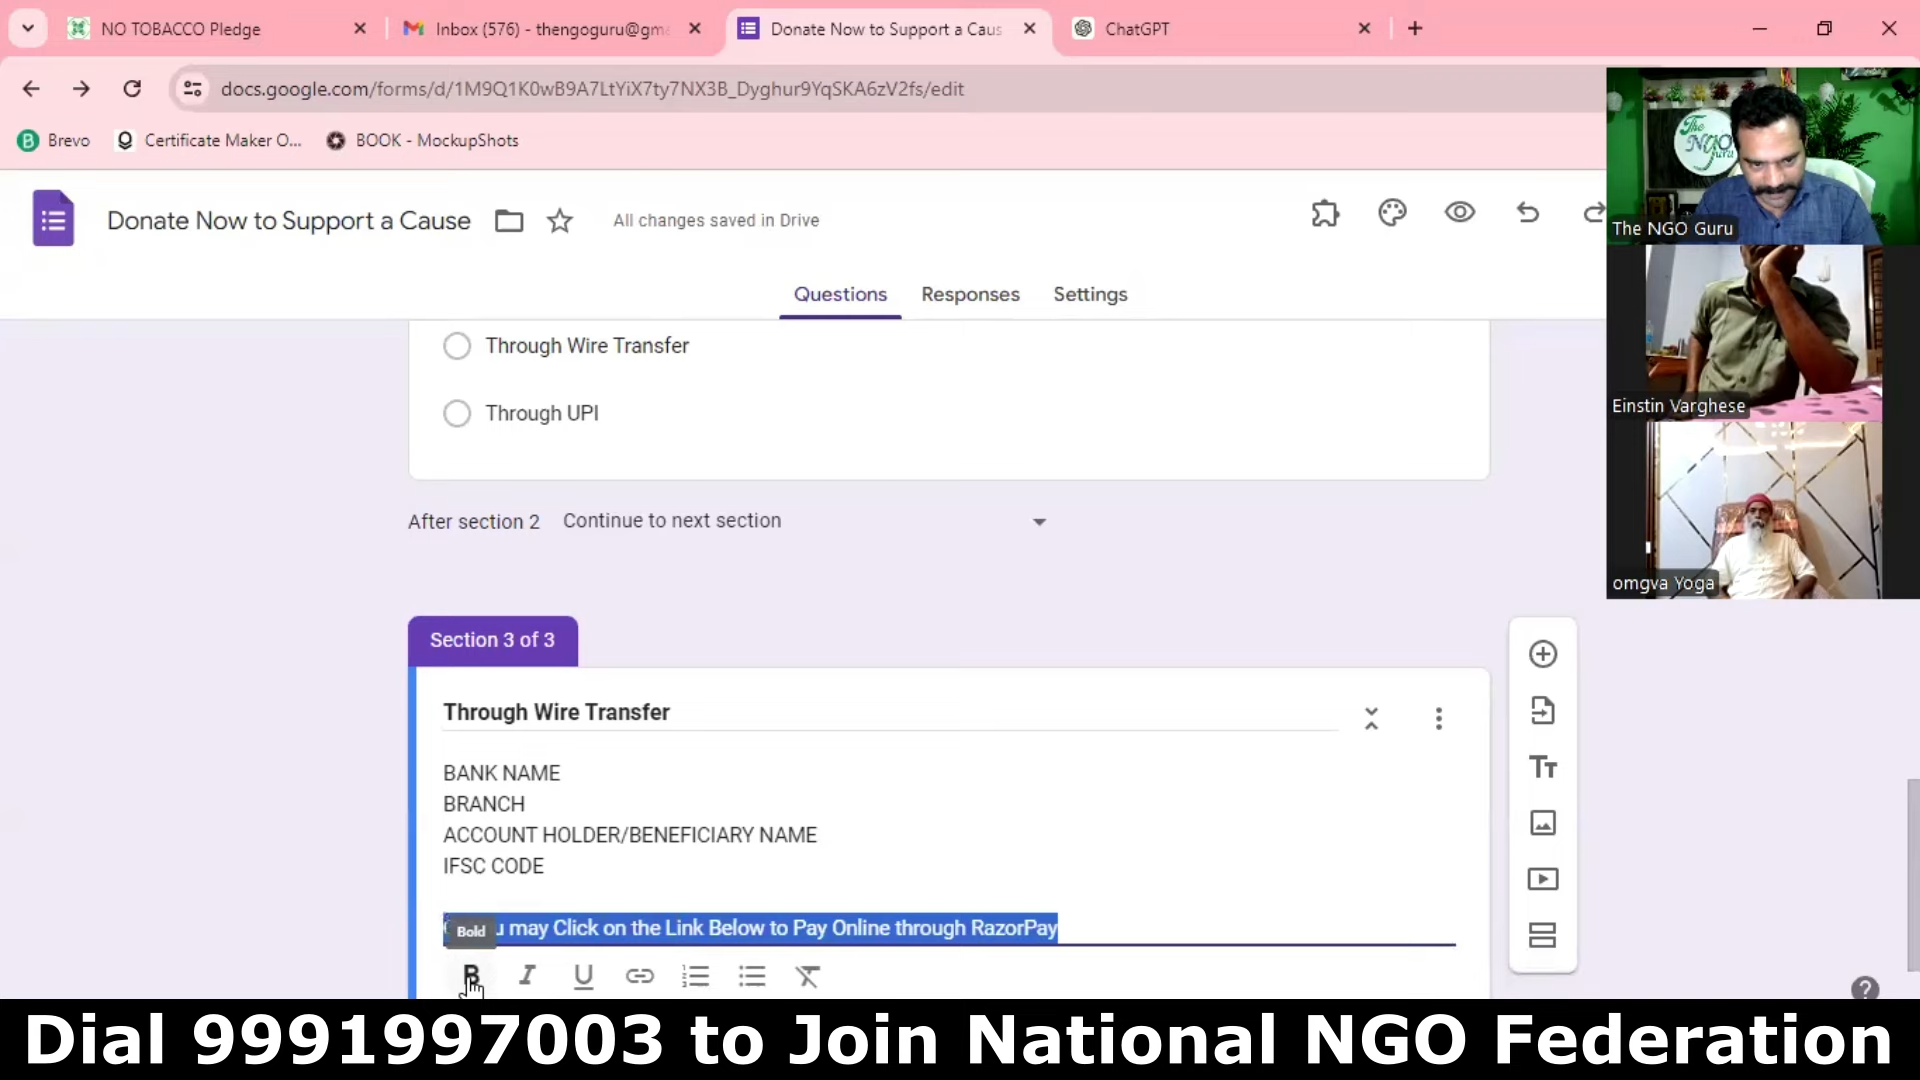 NO TOBACCO Pledge
Inbox (576) - thengoguru@gm
Donate Now to Support a Caus
ChatGPT
docs.google.com/forms/d/1M9Q1K0wB9A7LtYiX7ty7NX3B_Dyghur9YqSKA6zV2fs/edit
Brevo
Certificate Maker O...
BOOK - MockupShots
Donate Now to Support a Cause
All changes saved in Drive
The NGO Guru
The NGO Guru
Questions
Responses
Settings
Through Wire Transfer
Through UPI
Einstin Varghese
After section 2
Continue to next section
omgva Yoga
Section 3 of 3
Through Wire Transfer
BANK NAME
BRANCH
ACCOUNT HOLDER/BENEFICIARY NAME
IFSC CODE
may Click on the Link Below to Pay Online through RazorPay
Bold
Dial 9991997003 to Join National NGO Federation